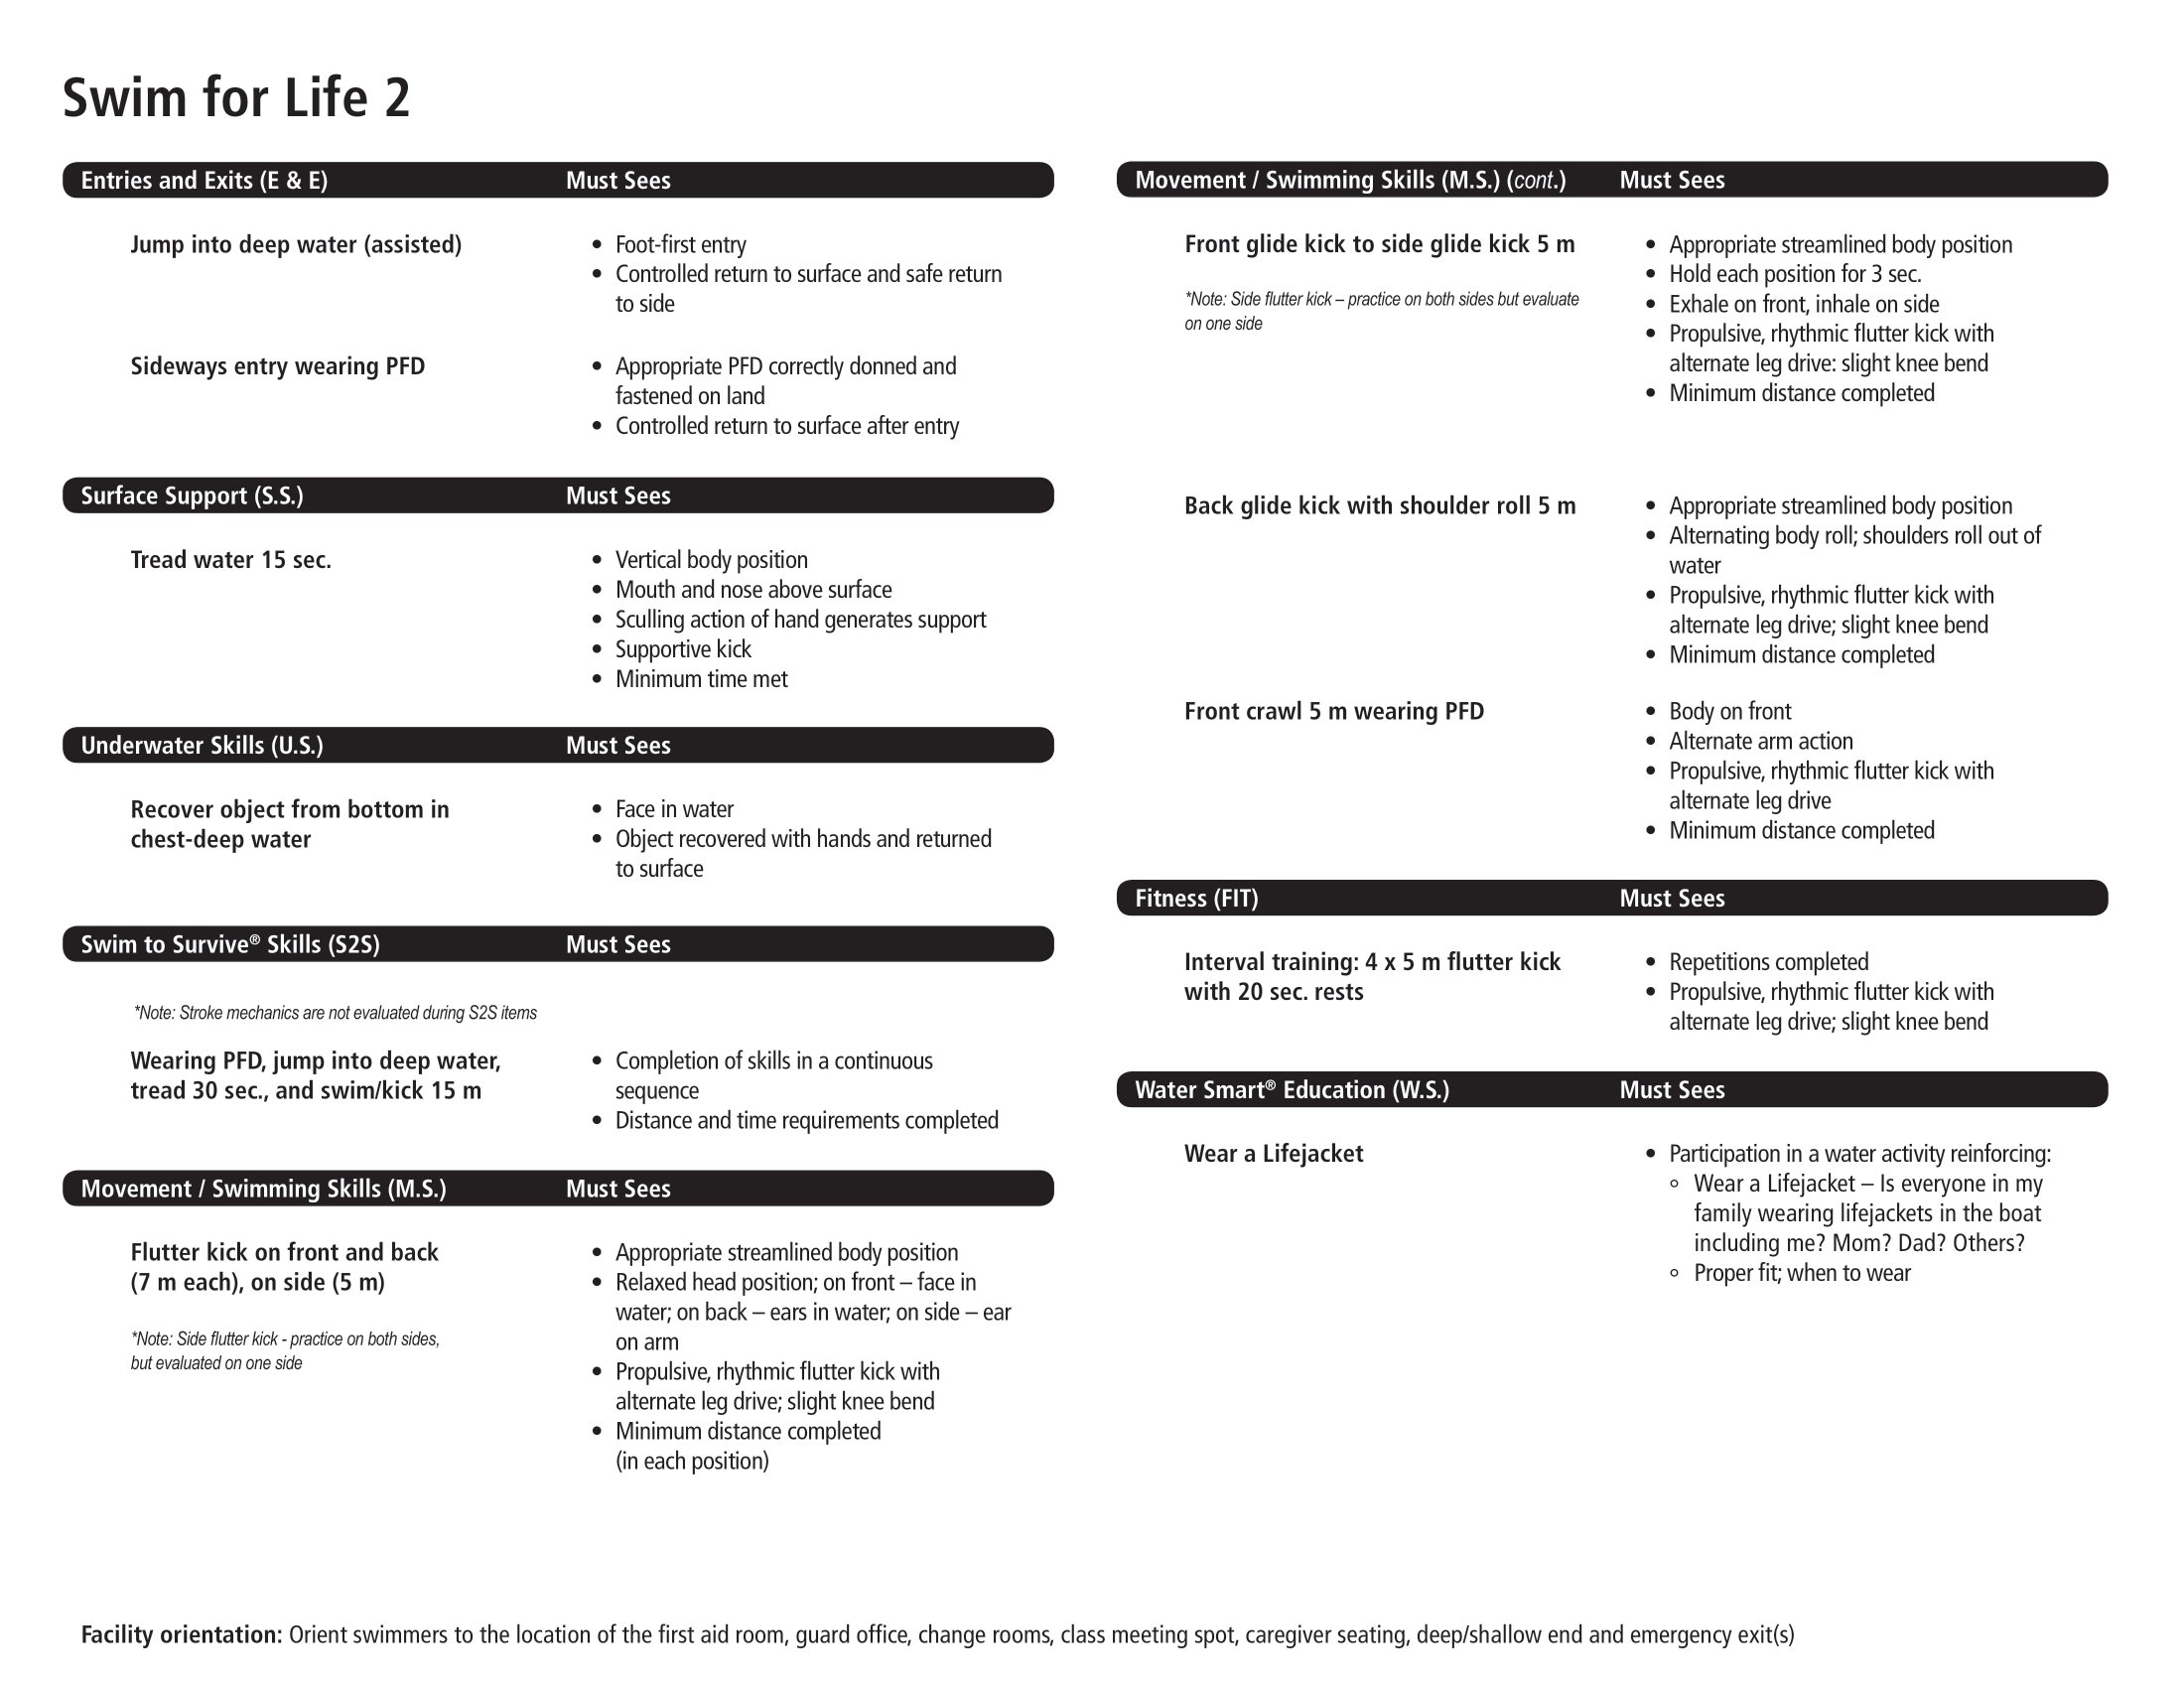 Swim for Life 2
Entries and Exits (E & E) Must Sees
Jump into deep water (assisted)
• Foot-first entry
• Controlled return to surface and safe return
to side
Sideways entry wearing PFD
• Appropriate PFD correctly donned and
fastened on land
• Controlled return to surface after entry
Surface Support (S.S.) Must Sees
Tread water 15 sec.
• Vertical body position
• Mouth and nose above surface
• Sculling action of hand generates support
• Supportive kick
• Minimum time met
Underwater Skills (U.S.) Must Sees
Recover object from bottom in
chest-deep water
• Face in water
• Object recovered with hands and returned
to surface
Swim to Survive® Skills (S2S) Must Sees
*Note: Stroke mechanics are not evaluated during S2S items
Wearing PFD, jump into deep water,
tread 30 sec., and swim/kick 15 m
• Completion of skills in a continuous
sequence
• Distance and time requirements completed
Movement / Swimming Skills (M.S.) Must Sees
Flutter kick on front and back
(7 m each), on side (5 m)
*Note: Side flutter kick - practice on both sides,
but evaluated on one side
• Appropriate streamlined body position
• Relaxed head position; on front – face in
water; on back – ears in water; on side – ear
on arm
• Propulsive, rhythmic flutter kick with
alternate leg drive; slight knee bend
• Minimum distance completed
(in each position)
Movement / Swimming Skills (M.S.) (cont.) Must Sees
Front glide kick to side glide kick 5 m
*Note: Side flutter kick – practice on both sides but evaluate
on one side
• Appropriate streamlined body position
• Hold each position for 3 sec.
• Exhale on front, inhale on side
• Propulsive, rhythmic flutter kick with
alternate leg drive: slight knee bend
• Minimum distance completed
Back glide kick with shoulder roll 5 m
• Appropriate streamlined body position
• Alternating body roll; shoulders roll out of
water
• Propulsive, rhythmic flutter kick with
alternate leg drive; slight knee bend
• Minimum distance completed
Front crawl 5 m wearing PFD
• Body on front
• Alternate arm action
• Propulsive, rhythmic flutter kick with
alternate leg drive
• Minimum distance completed
Fitness (FIT) Must Sees
Interval training: 4 x 5 m flutter kick
with 20 sec. rests
• Repetitions completed
• Propulsive, rhythmic flutter kick with
alternate leg drive; slight knee bend
Water Smart® Education (W.S.) Must Sees
Wear a Lifejacket
• Participation in a water activity reinforcing:
◦ Wear a Lifejacket – Is everyone in my
family wearing lifejackets in the boat
including me? Mom? Dad? Others?
◦ Proper fit; when to wear
Facility orientation: Orient swimmers to the location of the first aid room, guard office, change rooms, class meeting spot, caregiver seating, deep/shallow end and emergency exit(s)